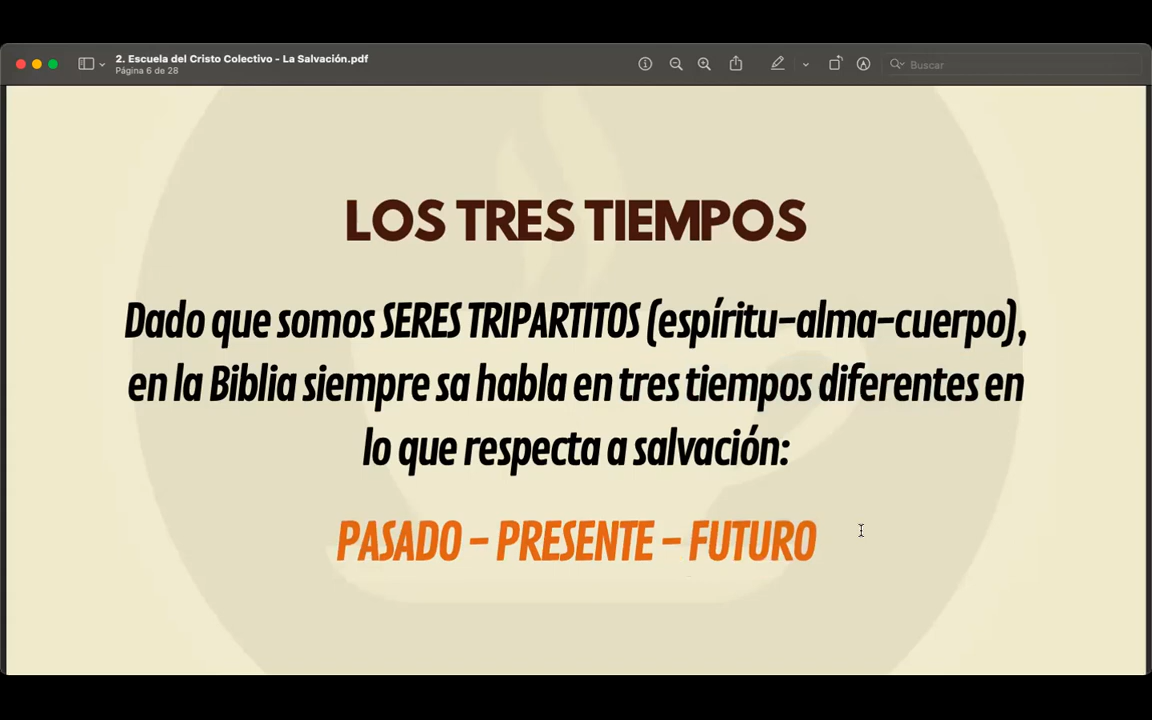 2. Escuela del Cristo Colectivo - La Salvación.pdf
Página 6 de 28
Buscar
LOS TRES TIEMPOS
Dado que somos SERES TRIPARTITOS (espíritu-alma-cuerpo),
en la Biblia siempre sa habla en tres tiempos diferentes en
lo que respecta a salvación:
PASADO - PRESENTE - FUTURO